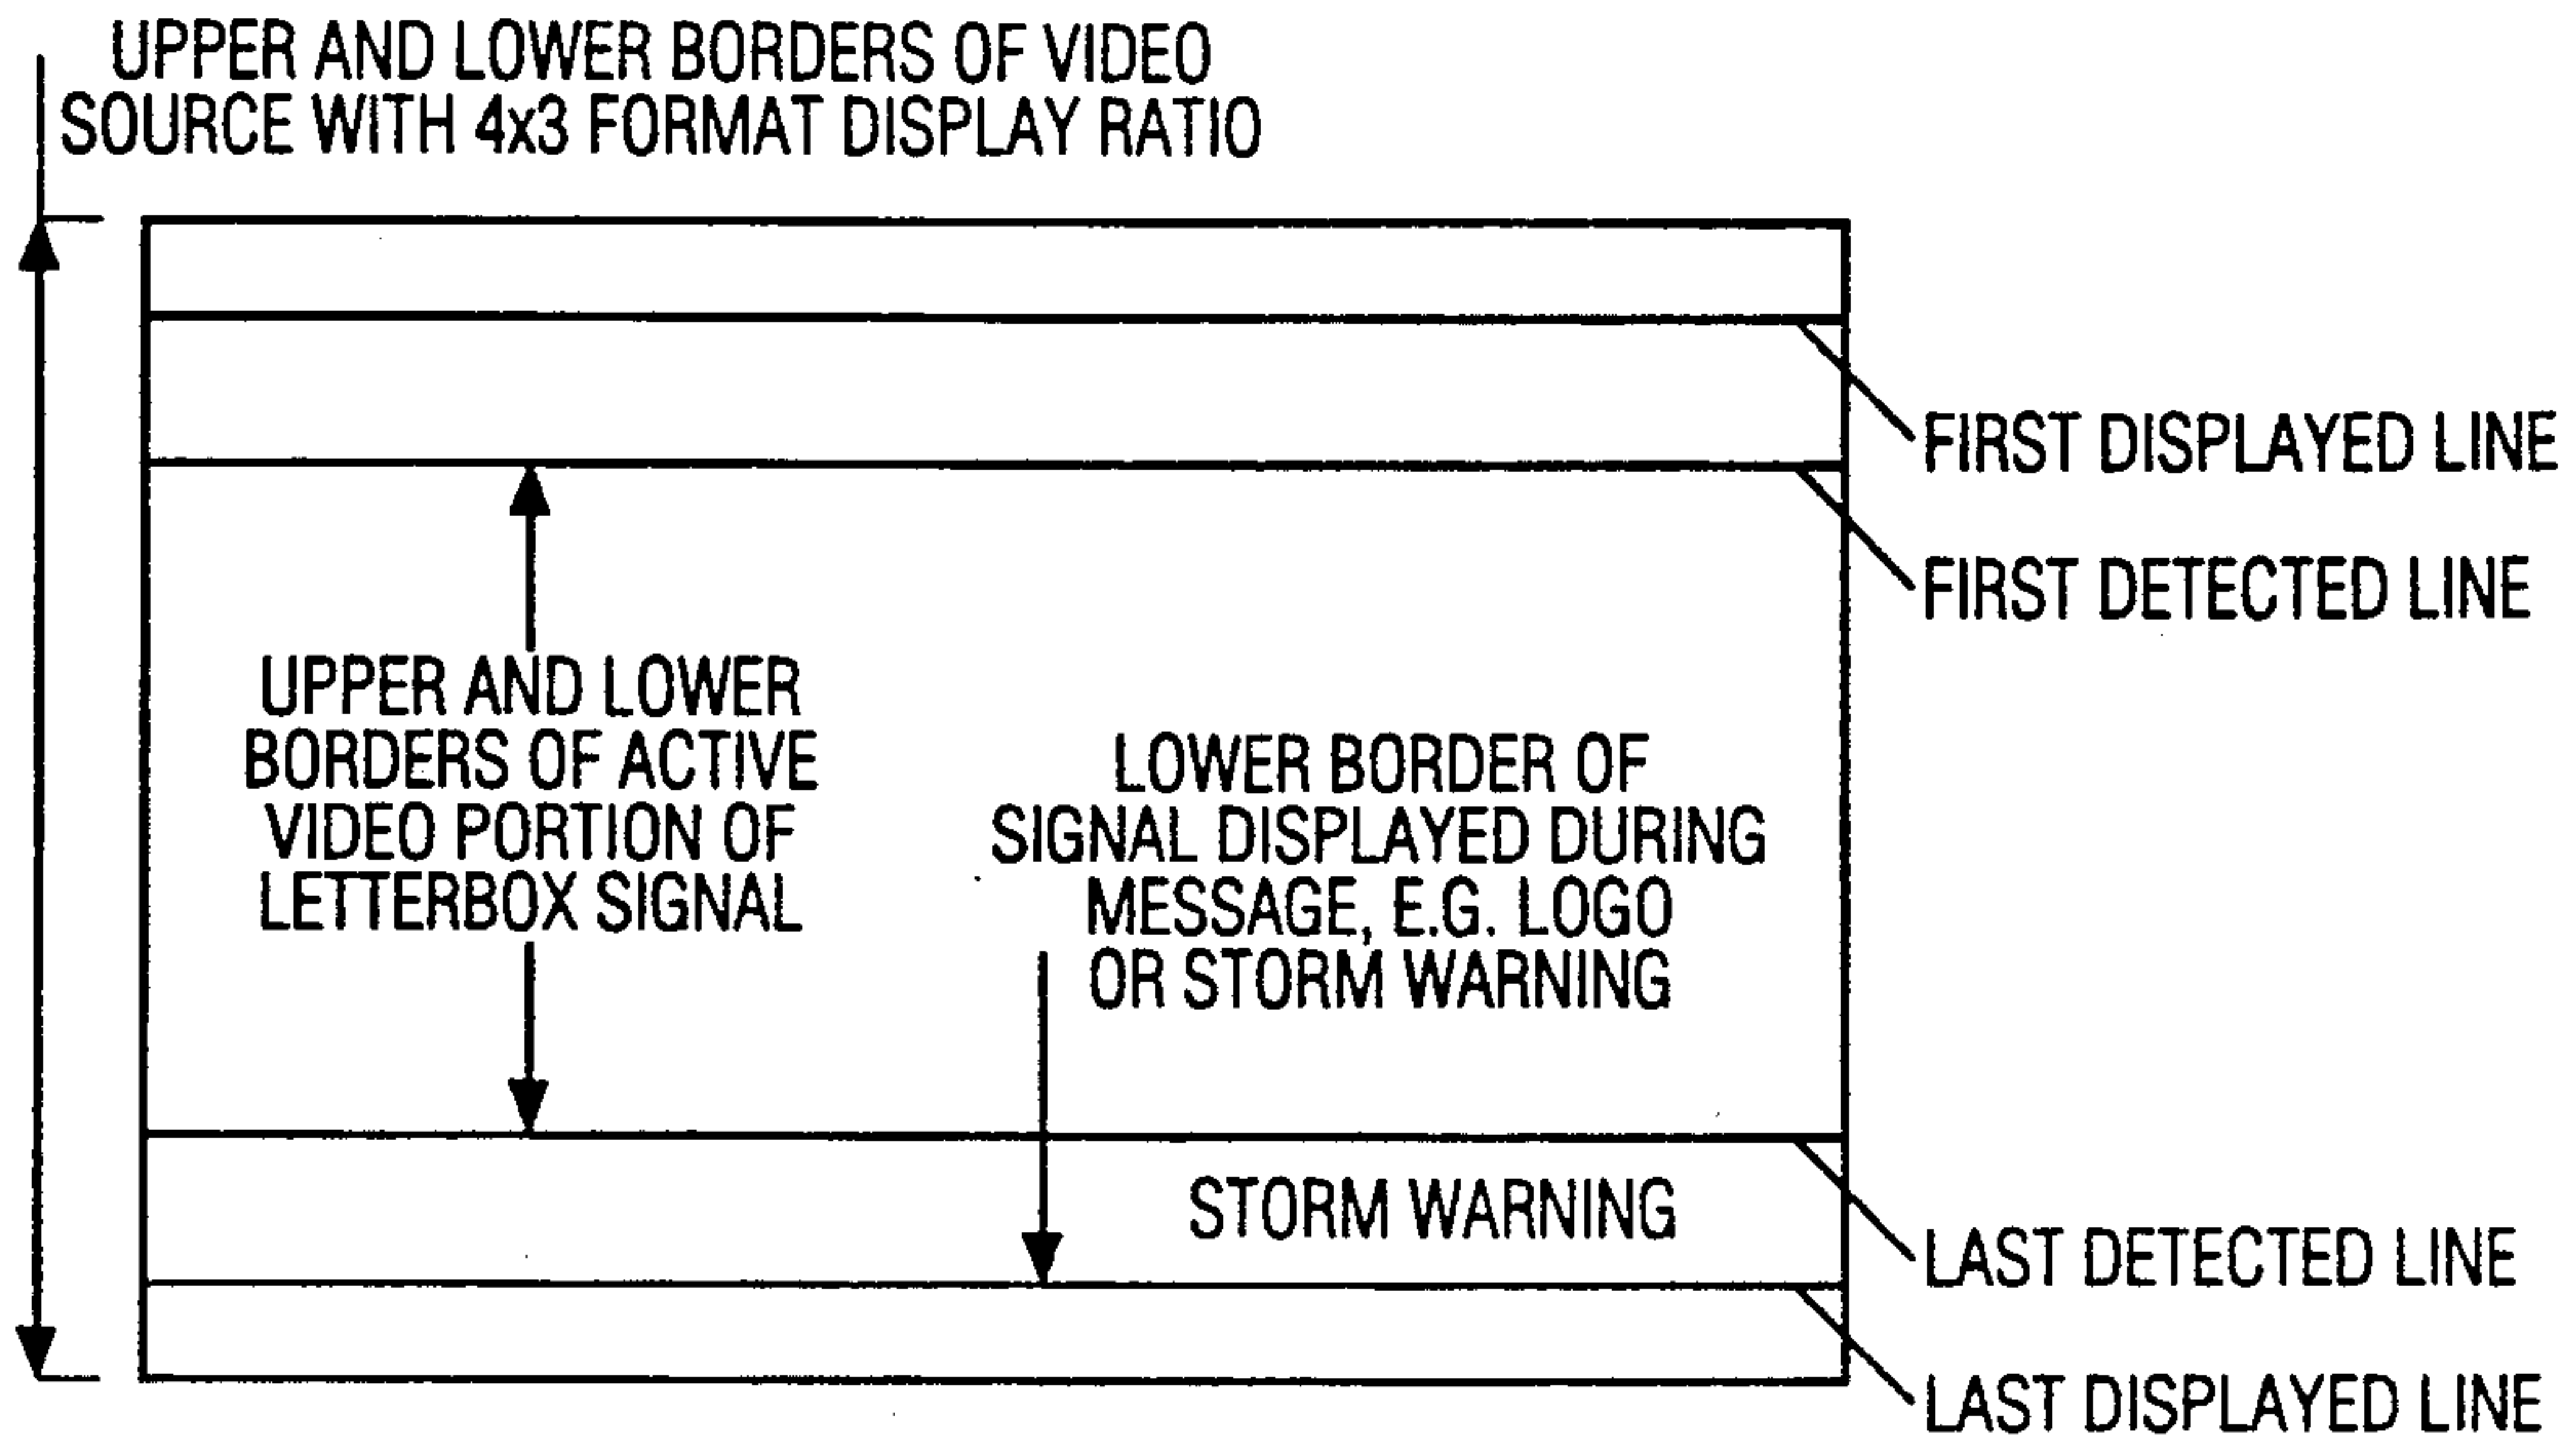 UPPER AND LOWER BORDERS OF VIDEO
SOURCE WITH 4x3 FORMAT DISPLAY RATIO
FIRST DISPLAYED LINE
FIRST DETECTED LINE
UPPER AND LOWER
BORDERS OF ACTIVE
VIDEO PORTION OF
LETTERBOX SIGNAL
LOWER BORDER OF
SIGNAL DISPLAYED DURING
MESSAGE, E.G. LOGO
OR STORM WARNING
STORM WARNING
LAST DETECTED LINE
LAST DISPLAYED LINE